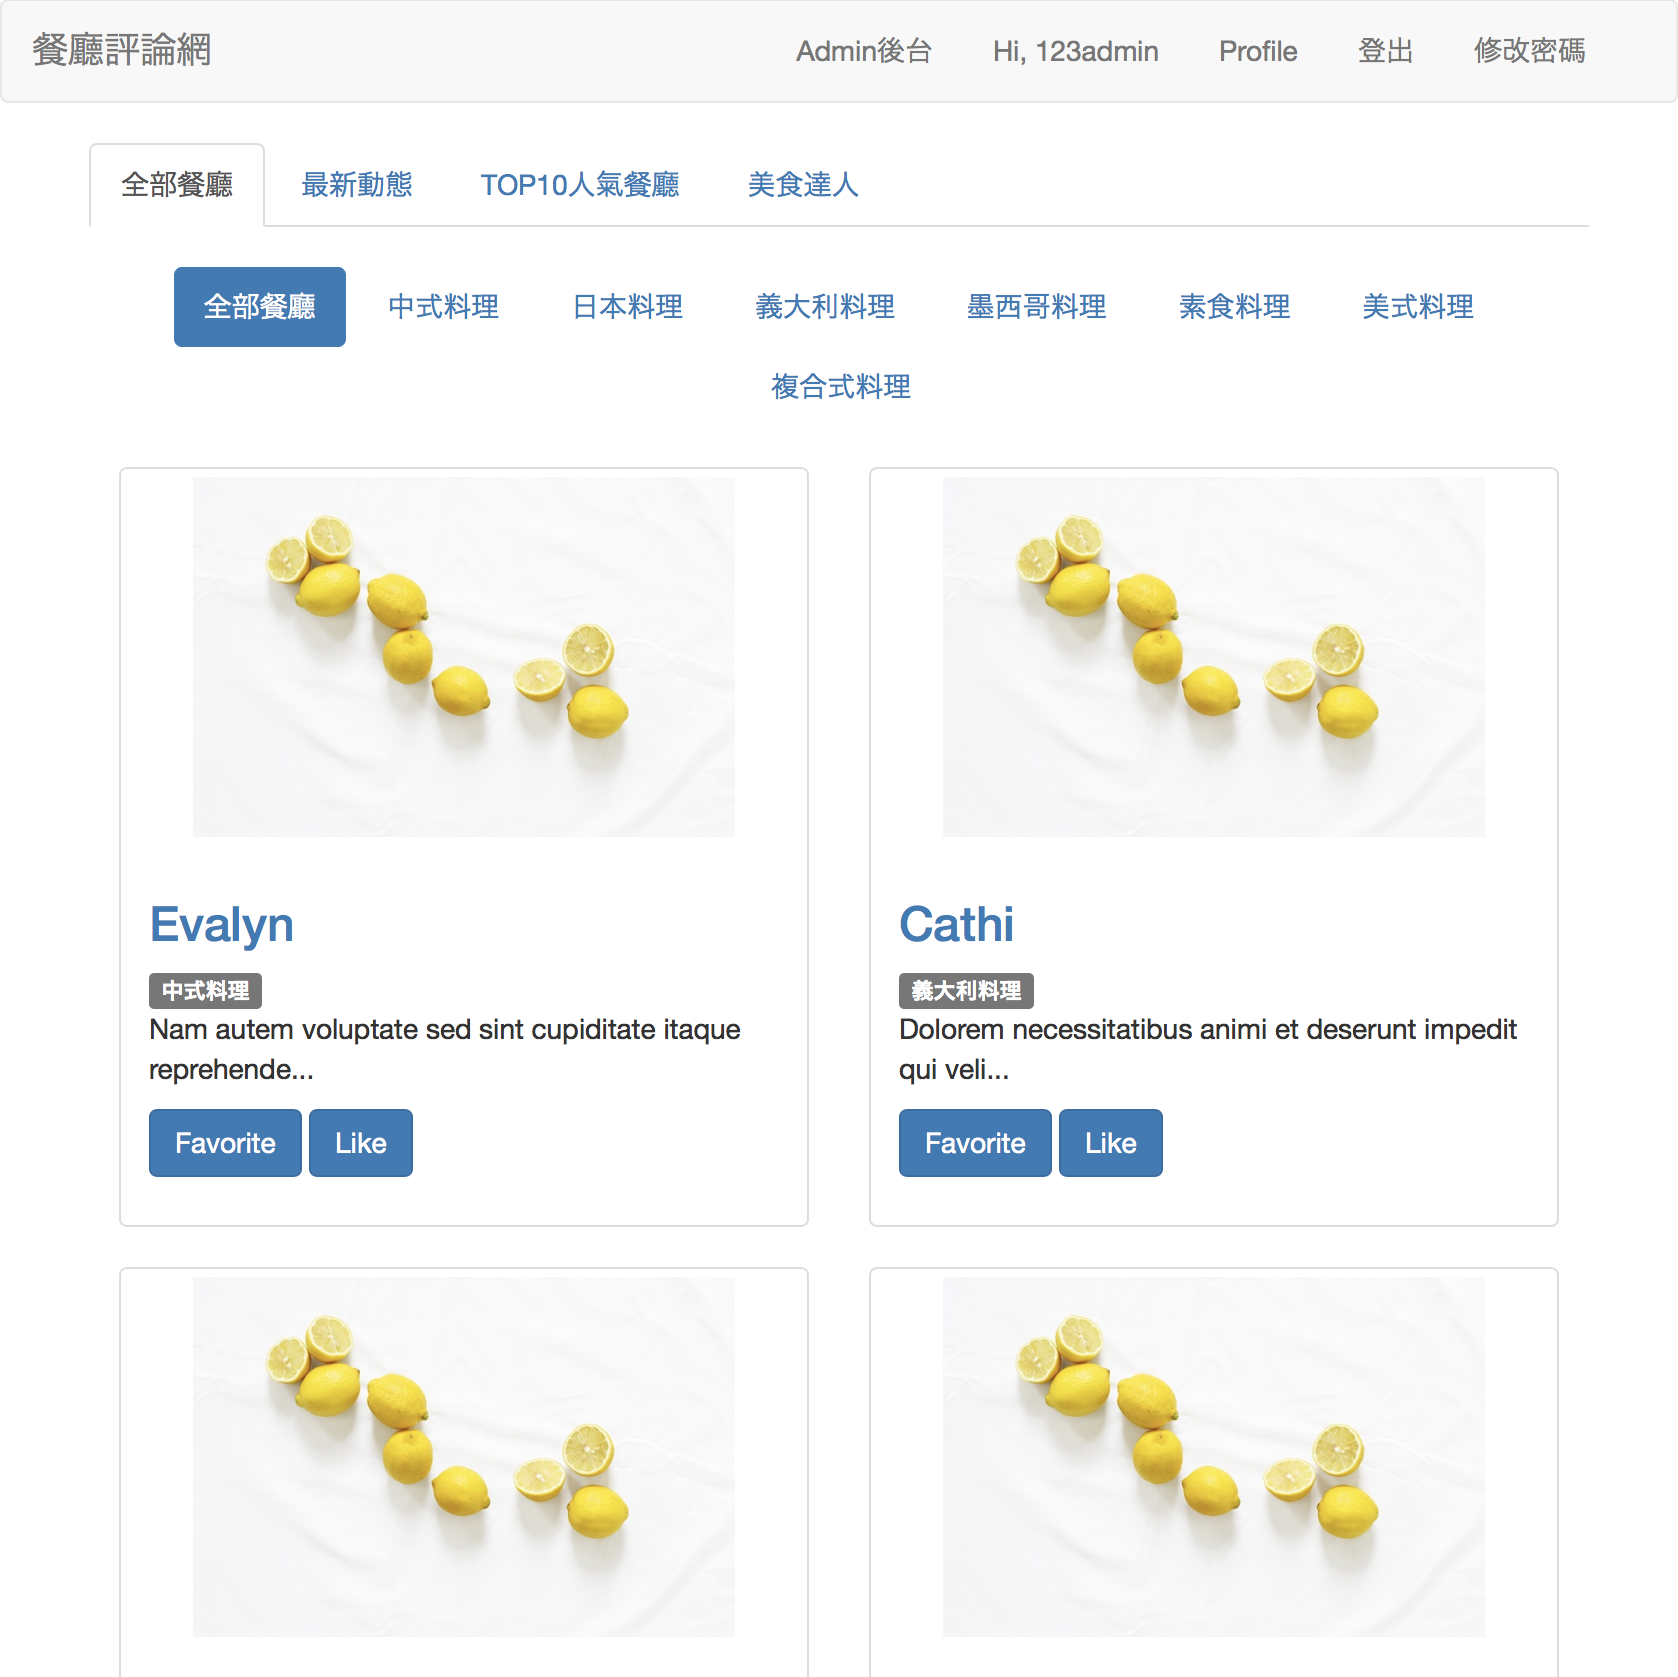 餐廳評論網 Admin後台 Hi, 123admin Profile 登出 修改密碼
全部餐廳 最新動態 TOP10人氣餐廳 美食達人
全部餐廳 中式料理 日本料理 義大利料理 墨西哥料理 素食料理 美式料理
複合式料理
Evalyn
中式料理
Nam autem voluptate sed sint cupiditate itaque
reprehende...
Favorite Like
Cathi
義大利料理
Dolorem necessitatibus animi et deserunt impedit
qui veli...
Favorite Like